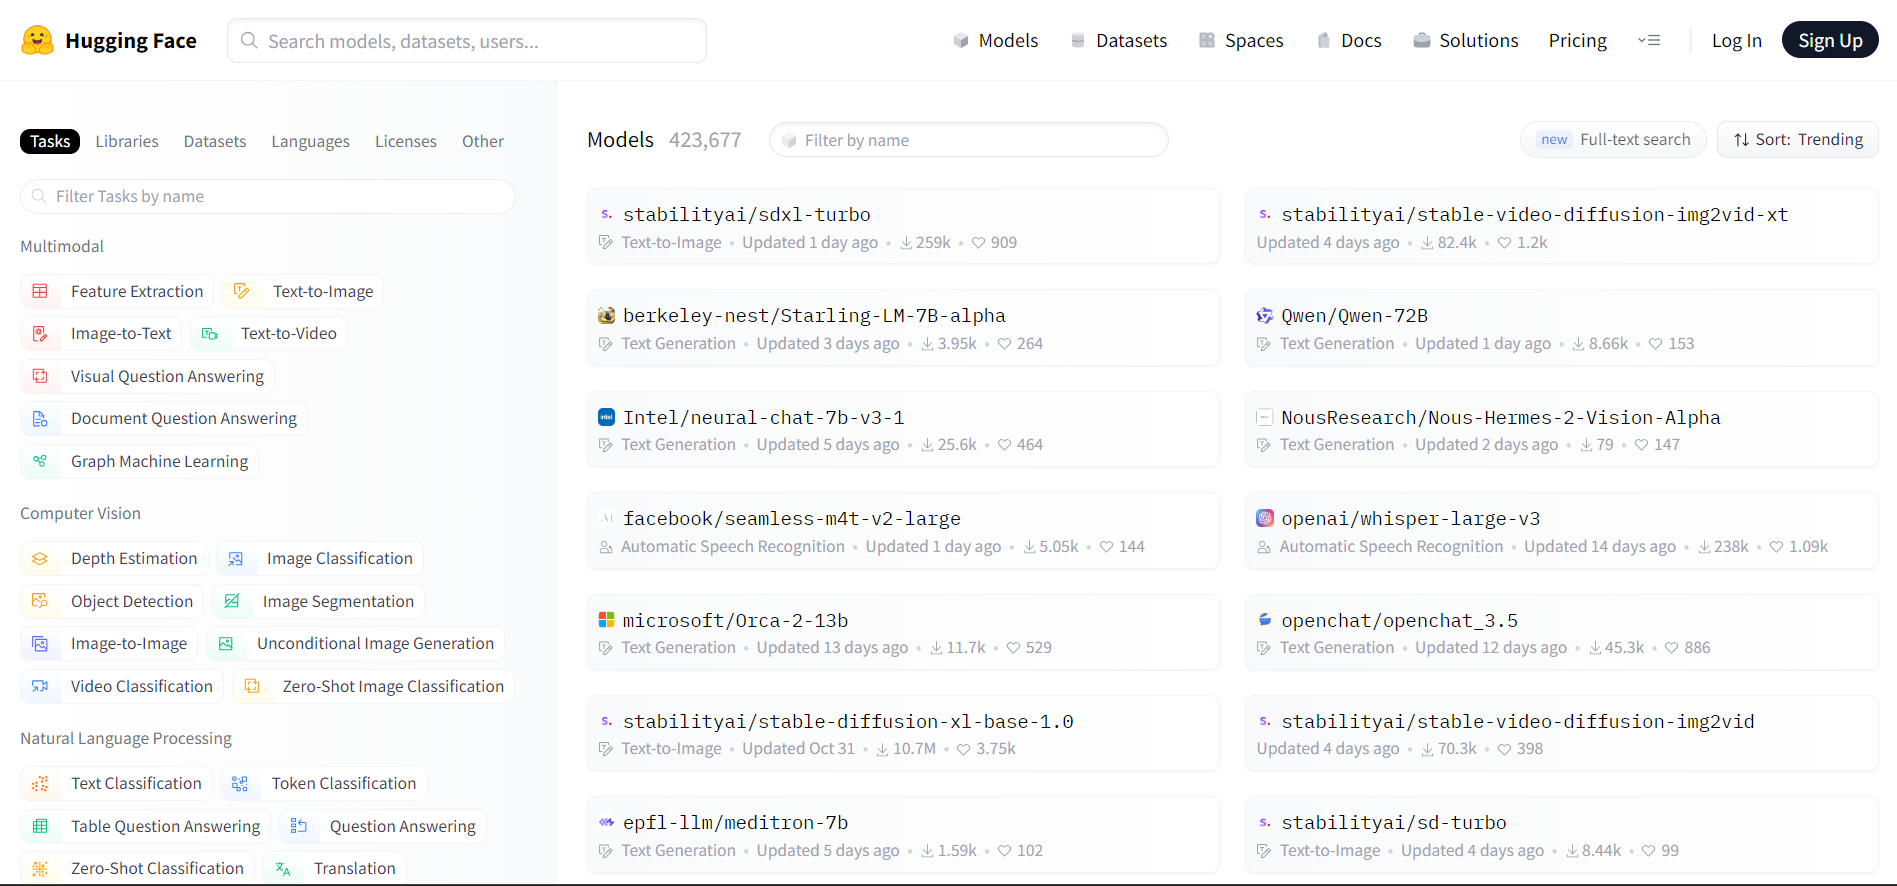 Hugging Face
Search models, datasets, users...
Models
Datasets
Spaces
Docs
Solutions
Pricing
Log In
Sign Up
Tasks
Libraries
Datasets
Languages
Licenses
Other
Filter Tasks by name
Multimodal
Feature Extraction
Text-to-Image
Image-to-Text
Text-to-Video
Visual Question Answering
Document Question Answering
Graph Machine Learning
Computer Vision
Depth Estimation
Image Classification
Object Detection
Image Segmentation
Image-to-Image
Unconditional Image Generation
Video Classification
Zero-Shot Image Classification
Natural Language Processing
Text Classification
Token Classification
Table Question Answering
Question Answering
Zero-Shot Classification
Translation
Models 423,677
Filter by name
new Full-text search
Sort: Trending
stabilityai/sdxl-turbo
Text-to-Image • Updated 1 day ago • 259k • 909
stabilityai/stable-video-diffusion-img2vid-xt
Updated 4 days ago • 82.4k • 1.2k
berkeley-nest/Starling-LM-7B-alpha
Text Generation • Updated 3 days ago • 3.95k • 264
Qwen/Qwen-72B
Text Generation • Updated 1 day ago • 8.66k • 153
Intel/neural-chat-7b-v3-1
Text Generation • Updated 5 days ago • 25.6k • 464
NousResearch/Nous-Hermes-2-Vision-Alpha
Text Generation • Updated 2 days ago • 79 • 147
facebook/seamless-m4t-v2-large
Automatic Speech Recognition • Updated 1 day ago • 5.05k • 144
openai/whisper-large-v3
Automatic Speech Recognition • Updated 14 days ago • 238k • 1.09k
microsoft/Orca-2-13b
Text Generation • Updated 13 days ago • 11.7k • 529
openchat/openchat_3.5
Text Generation • Updated 12 days ago • 45.3k • 886
stabilityai/stable-diffusion-xl-base-1.0
Text-to-Image • Updated Oct 31 • 10.7M • 3.75k
stabilityai/stable-video-diffusion-img2vid
Updated 4 days ago • 70.3k • 398
epfl-llm/meditron-7b
Text Generation • Updated 5 days ago • 1.59k • 102
stabilityai/sd-turbo
Text-to-Image • Updated 4 days ago • 8.44k • 99